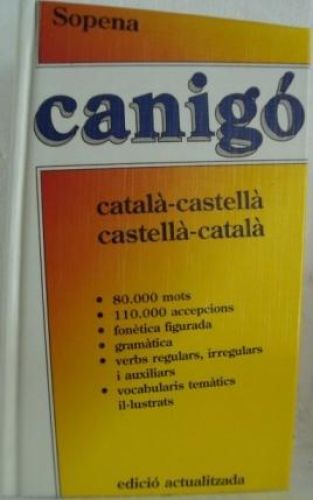 Sopena
canigó
català-castellà
castellà-català
• 80.000 mots
• 110.000 accepcions
• fonètica figurada
• gramàtica
• verbs regulars, irregulars
i auxiliars
• vocabularis temàtics
il·lustrats
edició actualitzada